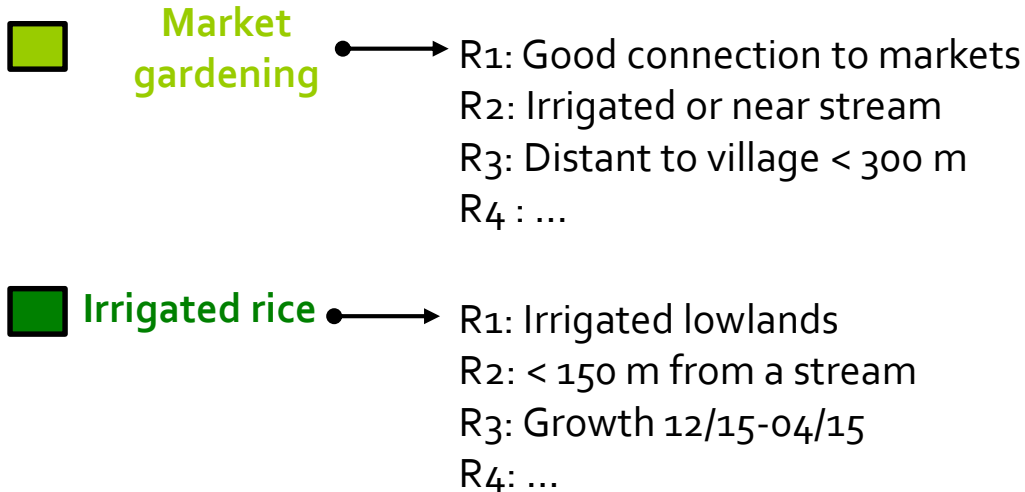 Market
gardening
R1: Good connection to markets
R2: Irrigated or near stream
R3: Distant to village < 300 m
R4 : ...
Irrigated rice
R1: Irrigated lowlands
R2: < 150 m from a stream
R3: Growth 12/15-04/15
R4: ...